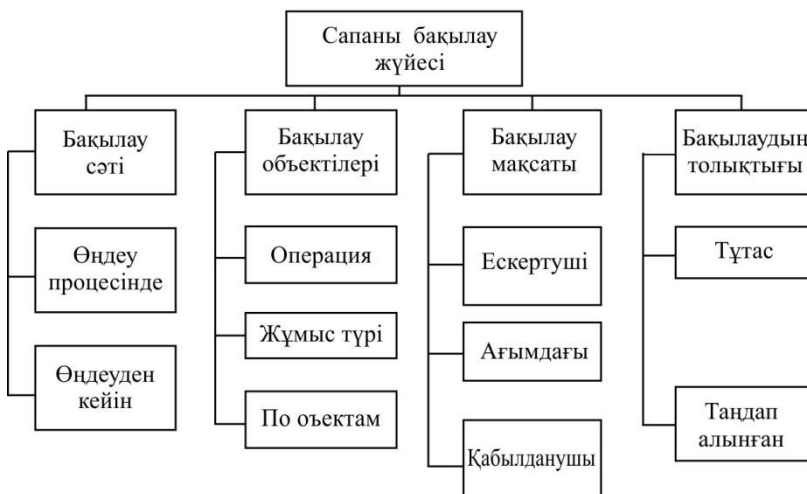 Сапаны бақылау
жүйесі
Бақылау
сәті
Өңдеу
процесінде
Өңдеуден
кейін
Бақылау
объектілері
Операция
Жұмыс түрі
По оъектам
Бақылау
мақсаты
Ескертуші
Ағымдағы
Қабылданушы
Бақылаудың
толықтығы
Тұтас
Таңдап
алынған